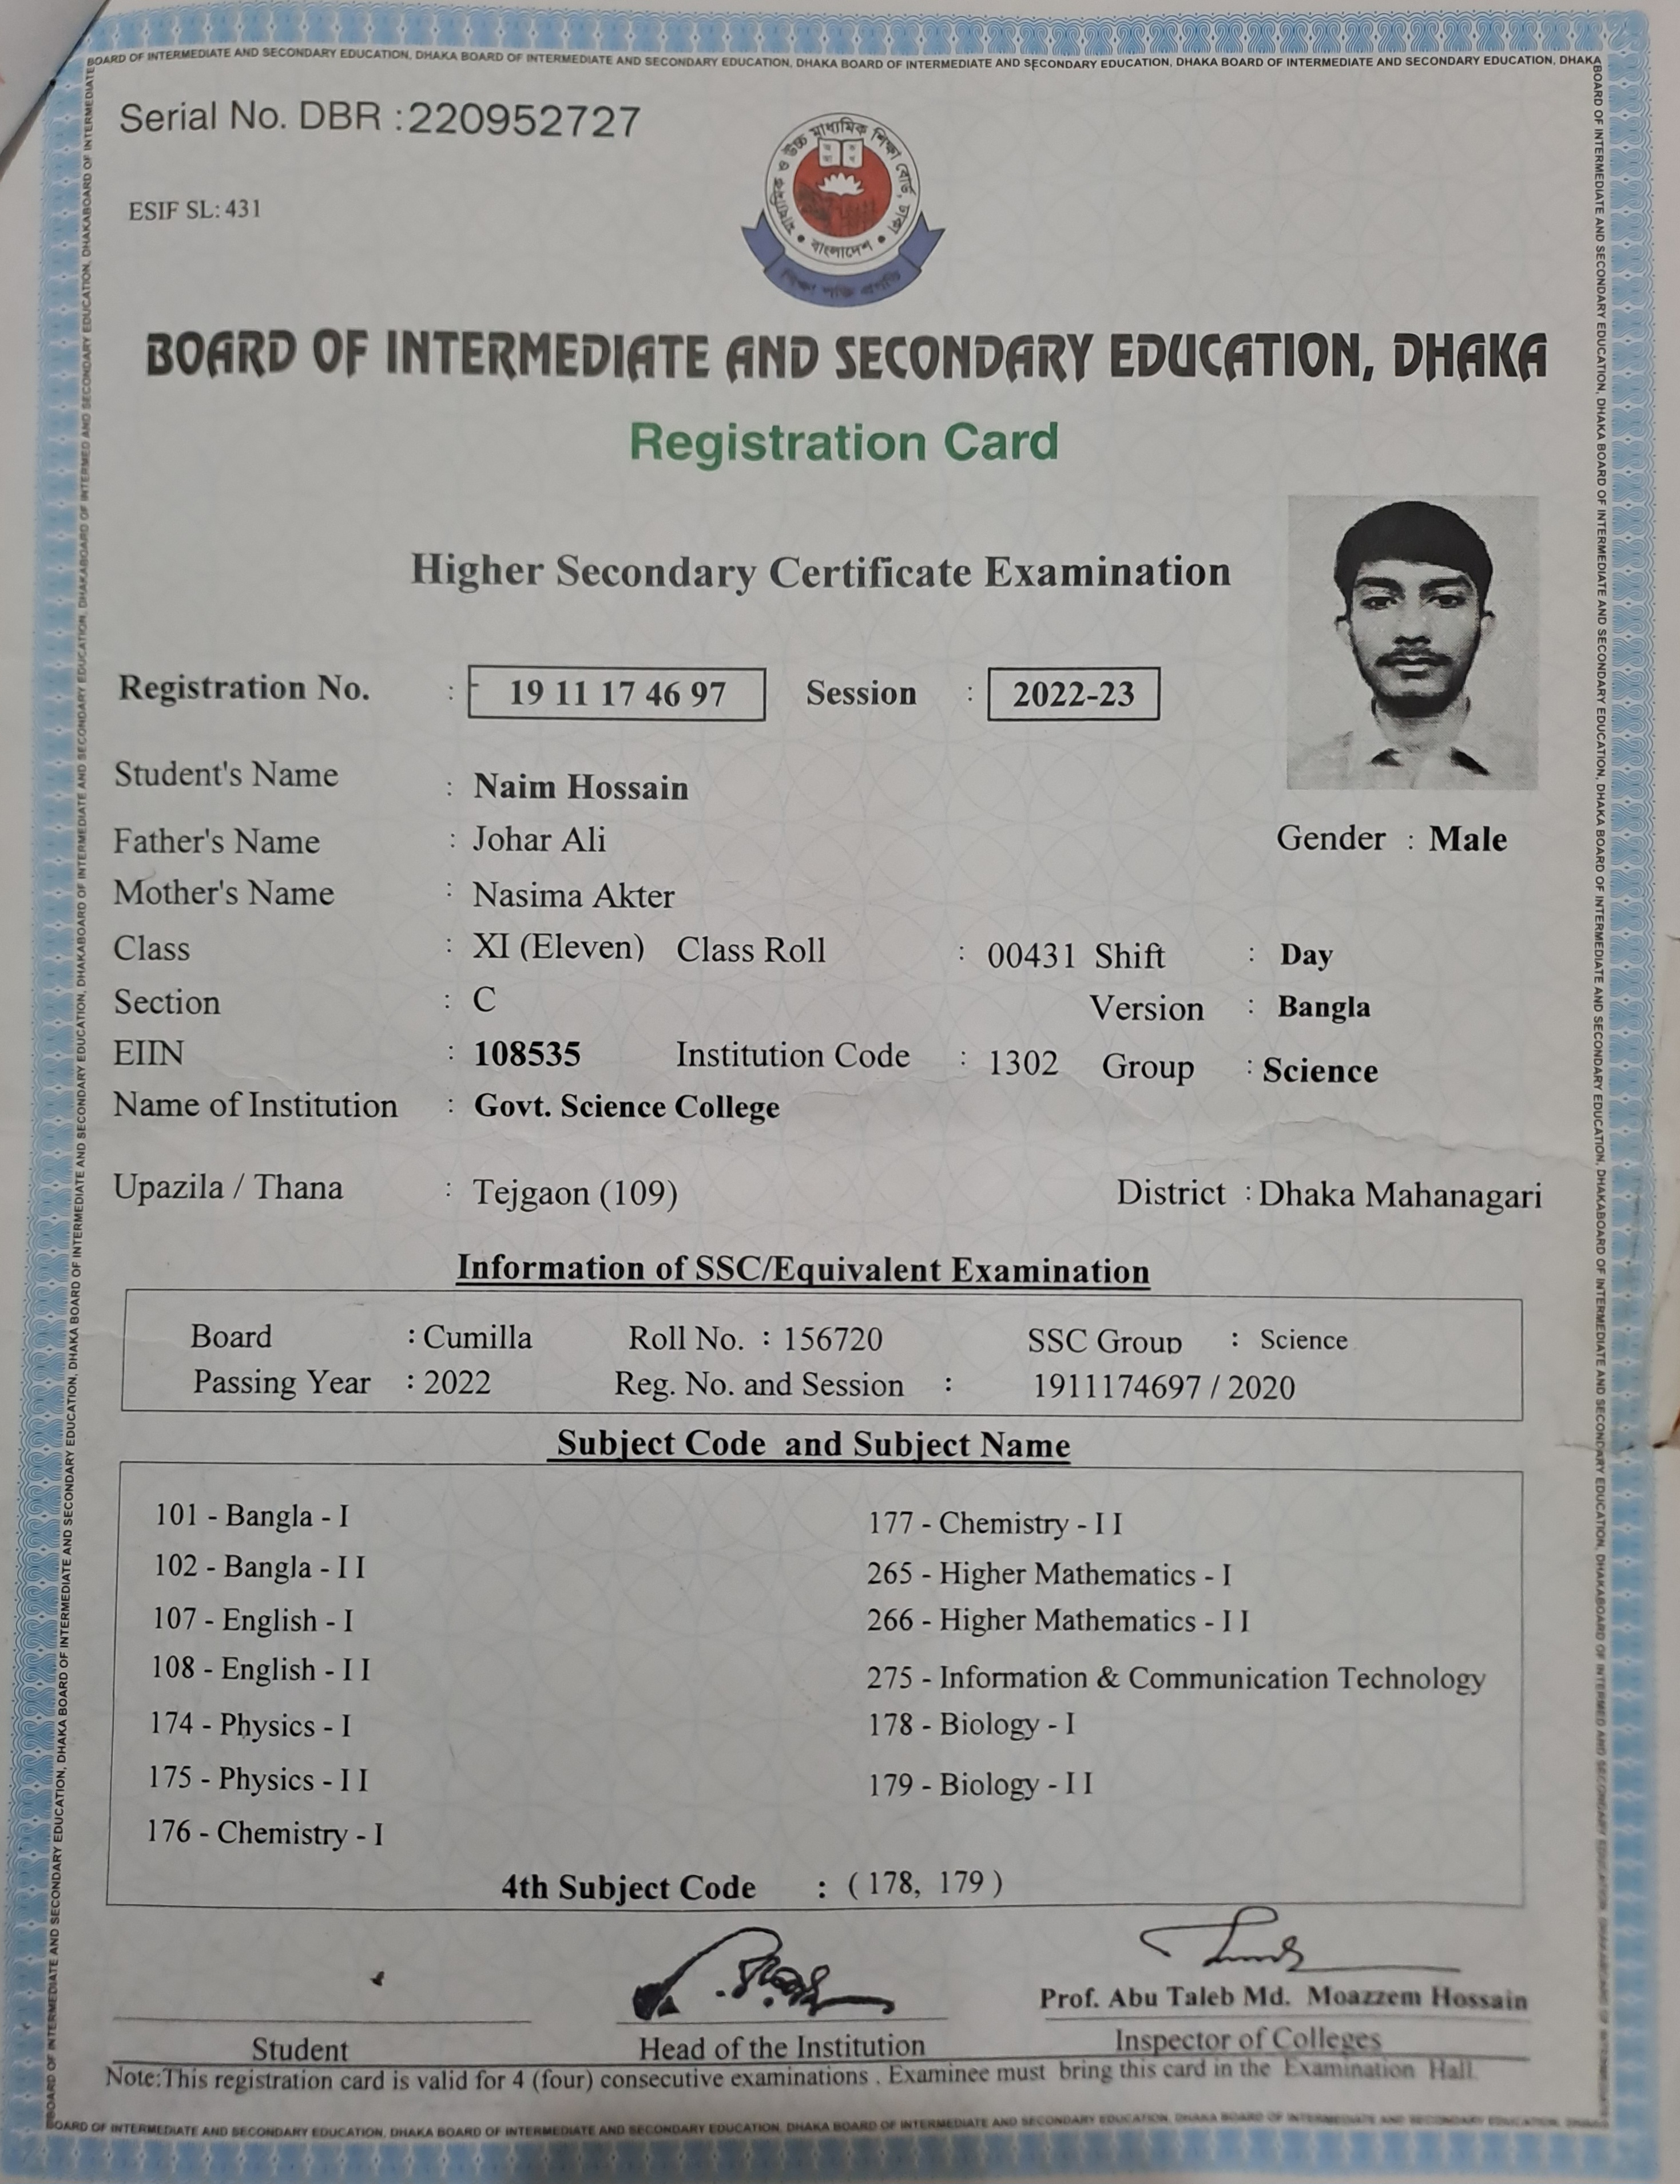 BOARD OF INTERMEDIATE AND SECONDARY EDUCATION, DHAKA BOARD OF INTERMEDIATE AND SECONDARY EDUCATION, DHAKA BOARD OF INTERMEDIATE AND SECONDARY EDUCATION, DHAKA BOARD OF INTERMEDIATE AND SECONDARY EDUCATION, DHAKA
Serial No. DBR :220952727
ESIF SL: 431
মাধ্যমিক ও উচ্চ মাধ্যমিক শিক্ষা বোর্ড, ঢাকা
বাংলাদেশ
BOARD OF INTERMEDIATE AND SECONDARY EDUCATION, DHAKA
Registration Card
Higher Secondary Certificate Examination
Registration No. : 19 11 17 46 97 Session : 2022-23
Student's Name : Naim Hossain
Father's Name : Johar Ali Gender : Male
Mother's Name : Nasima Akter
Class : XI (Eleven) Class Roll : 00431 Shift : Day
Section : C Version : Bangla
EIIN : 108535 Institution Code : 1302 Group : Science
Name of Institution : Govt. Science College
Upazila / Thana : Tejgaon (109) District : Dhaka Mahanagari
Information of SSC/Equivalent Examination
Board : Cumilla Roll No. : 156720 SSC Group : Science
Passing Year : 2022 Reg. No. and Session : 1911174697 / 2020
Subject Code and Subject Name
101 - Bangla - I 177 - Chemistry - I I
102 - Bangla - I I 265 - Higher Mathematics - I
107 - English - I 266 - Higher Mathematics - I I
108 - English - I I 275 - Information & Communication Technology
174 - Physics - I 178 - Biology - I
175 - Physics - I I 179 - Biology - I I
176 - Chemistry - I
4th Subject Code : ( 178, 179 )
Prof. Abu Taleb Md. Moazzem Hossain
Student Head of the Institution Inspector of Colleges
Note:This registration card is valid for 4 (four) consecutive examinations . Examinee must bring this card in the Examination Hall.
BOARD OF INTERMEDIATE AND SECONDARY EDUCATION, DHAKA BOARD OF INTERMEDIATE AND SECONDARY EDUCATION, DHAKA BOARD OF INTERMEDIATE AND SECONDARY EDUCATION, DHAKA BOARD OF INTERMEDIATE AND SECONDARY EDUCATION, DHAKA